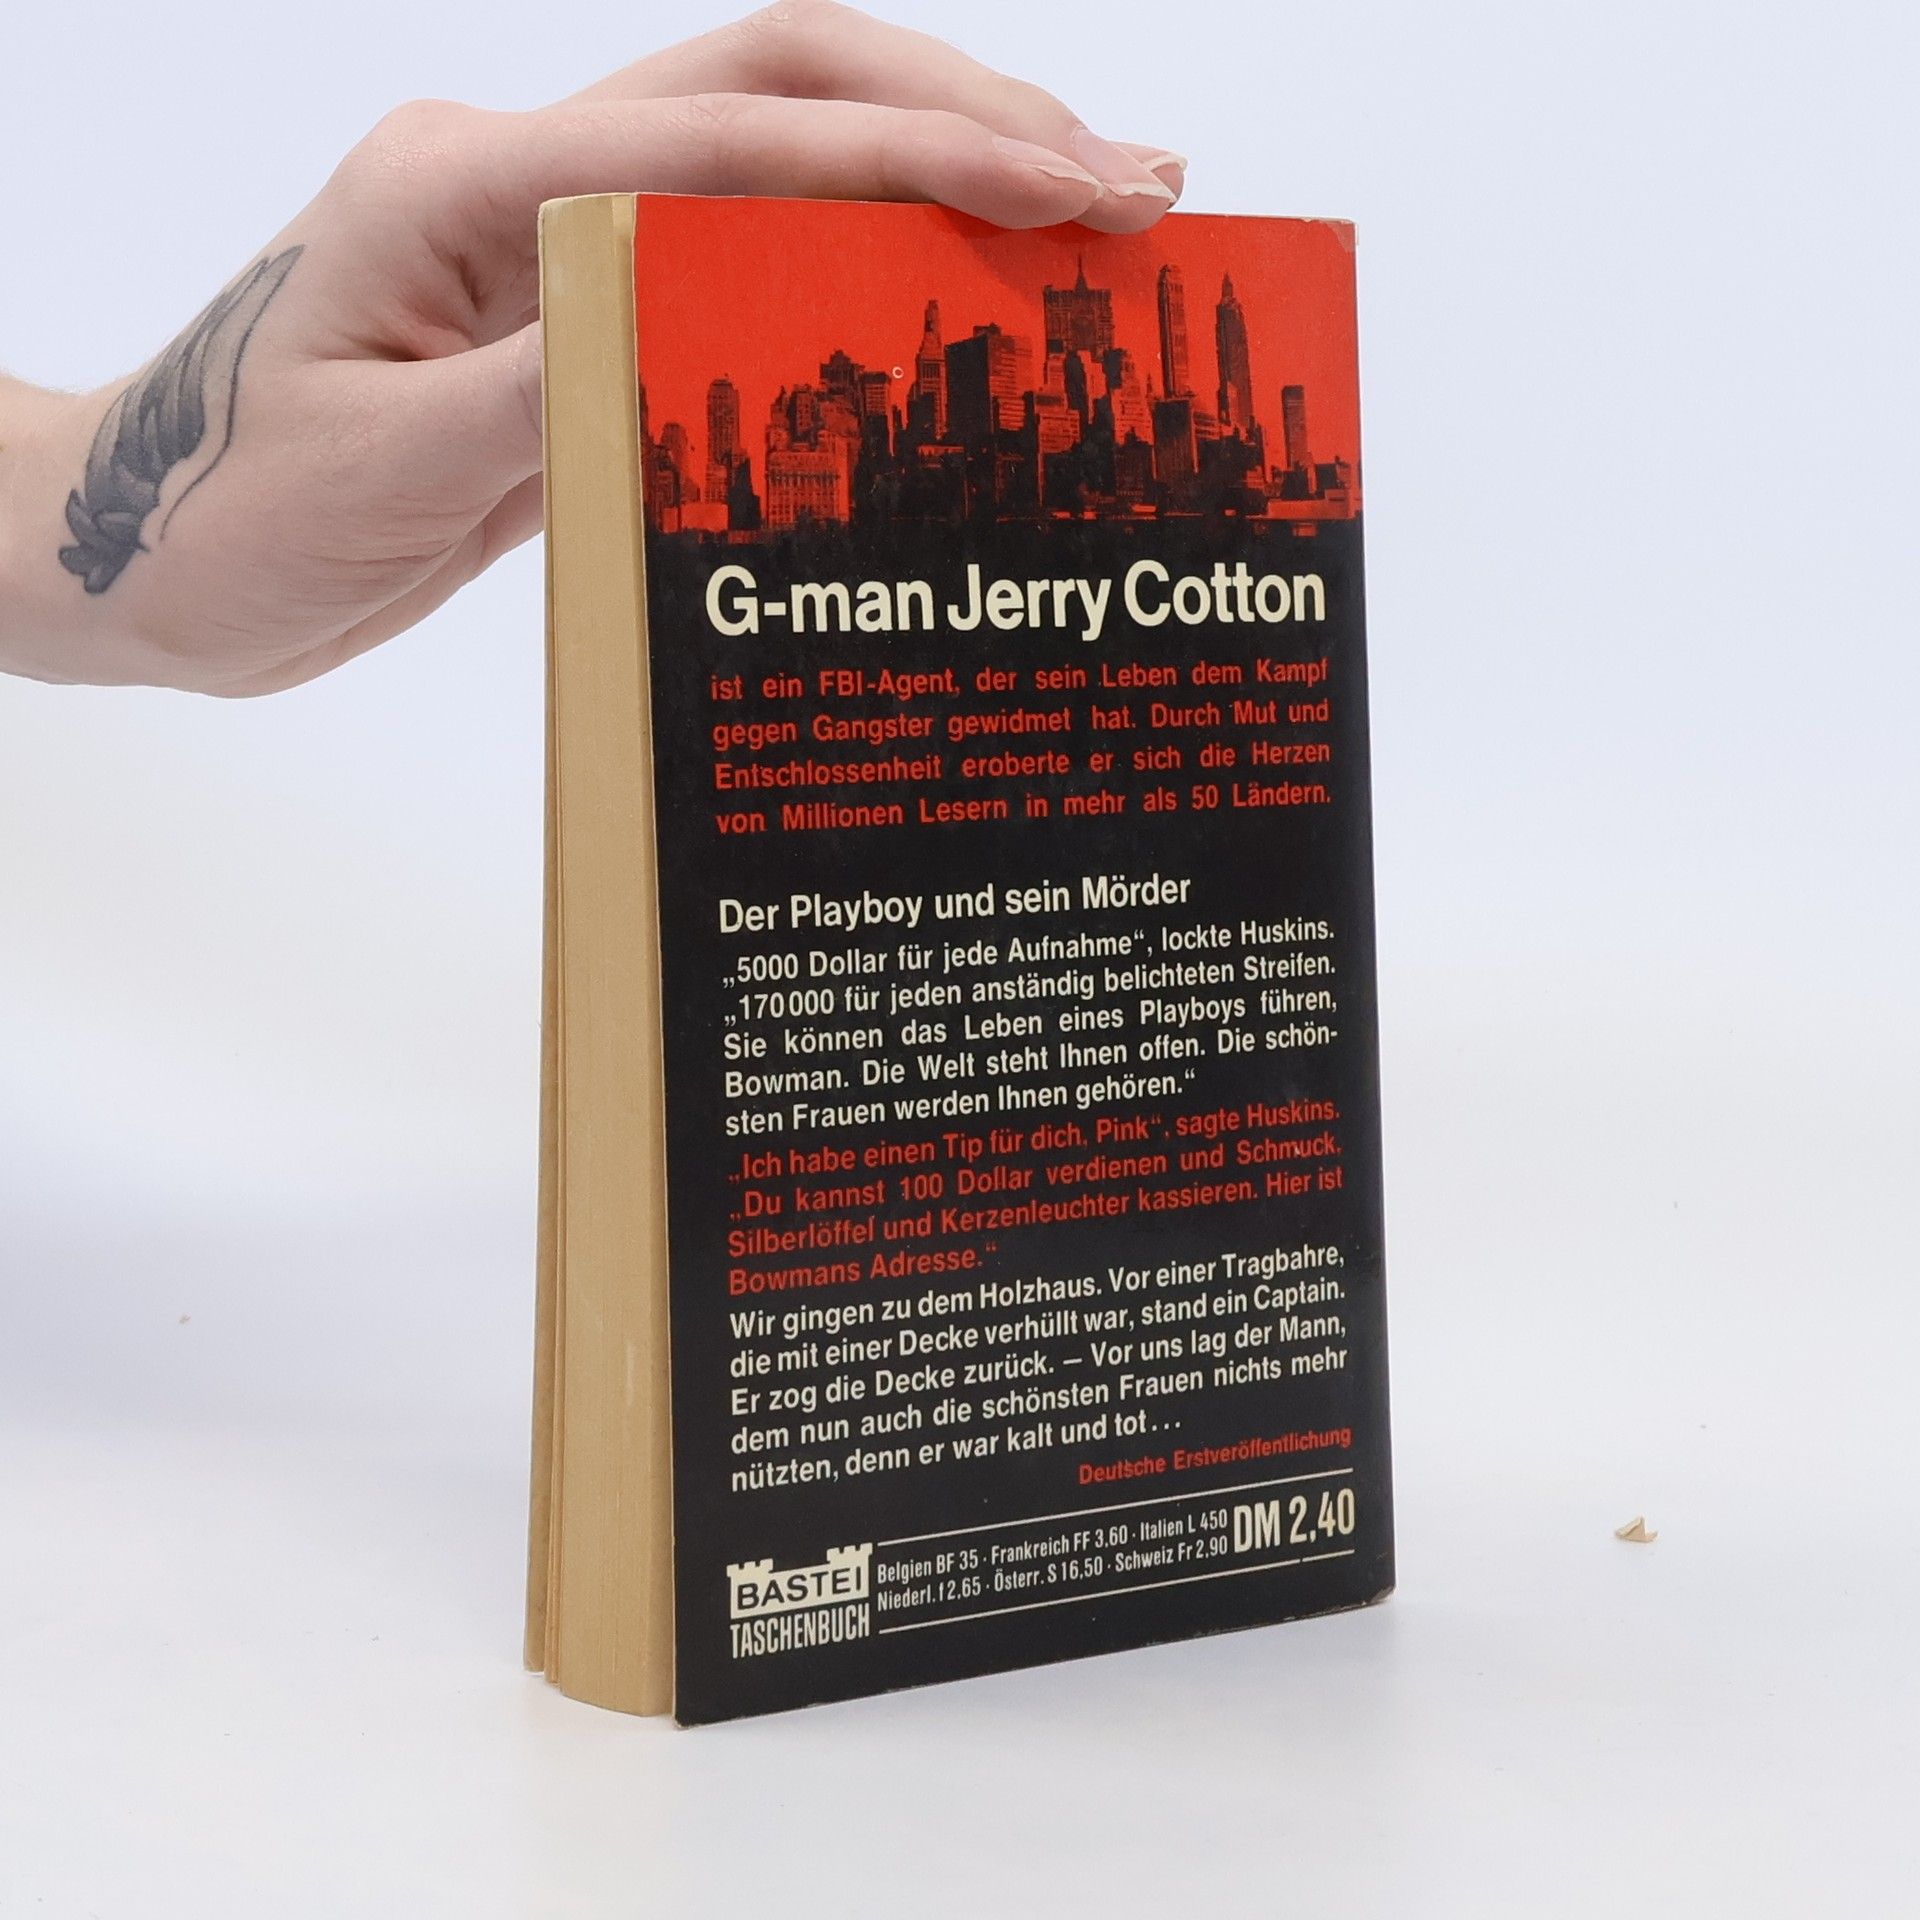 G-man Jerry Cotton
ist ein FBI-Agent, der sein Leben dem Kampf
gegen Gangster gewidmet hat. Durch Mut und
Entschlossenheit eroberte er sich die Herzen
von Millionen Lesern in mehr als 50 Ländern.
Der Playboy und sein Mörder
„5000 Dollar für jede Aufnahme“, lockte Huskins.
„170000 für jeden anständig belichteten Streifen.
Sie können das Leben eines Playboys führen,
Bowman. Die Welt steht Ihnen offen. Die schön-
sten Frauen werden Ihnen gehören.“
„Ich habe einen Tip für dich, Pink“, sagte Huskins.
„Du kannst 100 Dollar verdienen und Schmuck,
Silberlöffel und Kerzenleuchter kassieren. Hier ist
Bowmans Adresse.“
Wir gingen zu dem Holzhaus. Vor einer Tragbahre,
die mit einer Decke verhüllt war, stand ein Captain.
Er zog die Decke zurück. – Vor uns lag der Mann,
dem nun auch die schönsten Frauen nichts mehr
nützten, denn er war kalt und tot...
Deutsche Erstveröffentlichung
BASTEI
TASCHENBUCH
Belgien BF 35 · Frankreich FF 3,60 · Italien L 450
Niederl. f 2,65 · Österr. S 16,50 · Schweiz Fr 2,90
DM 2,40